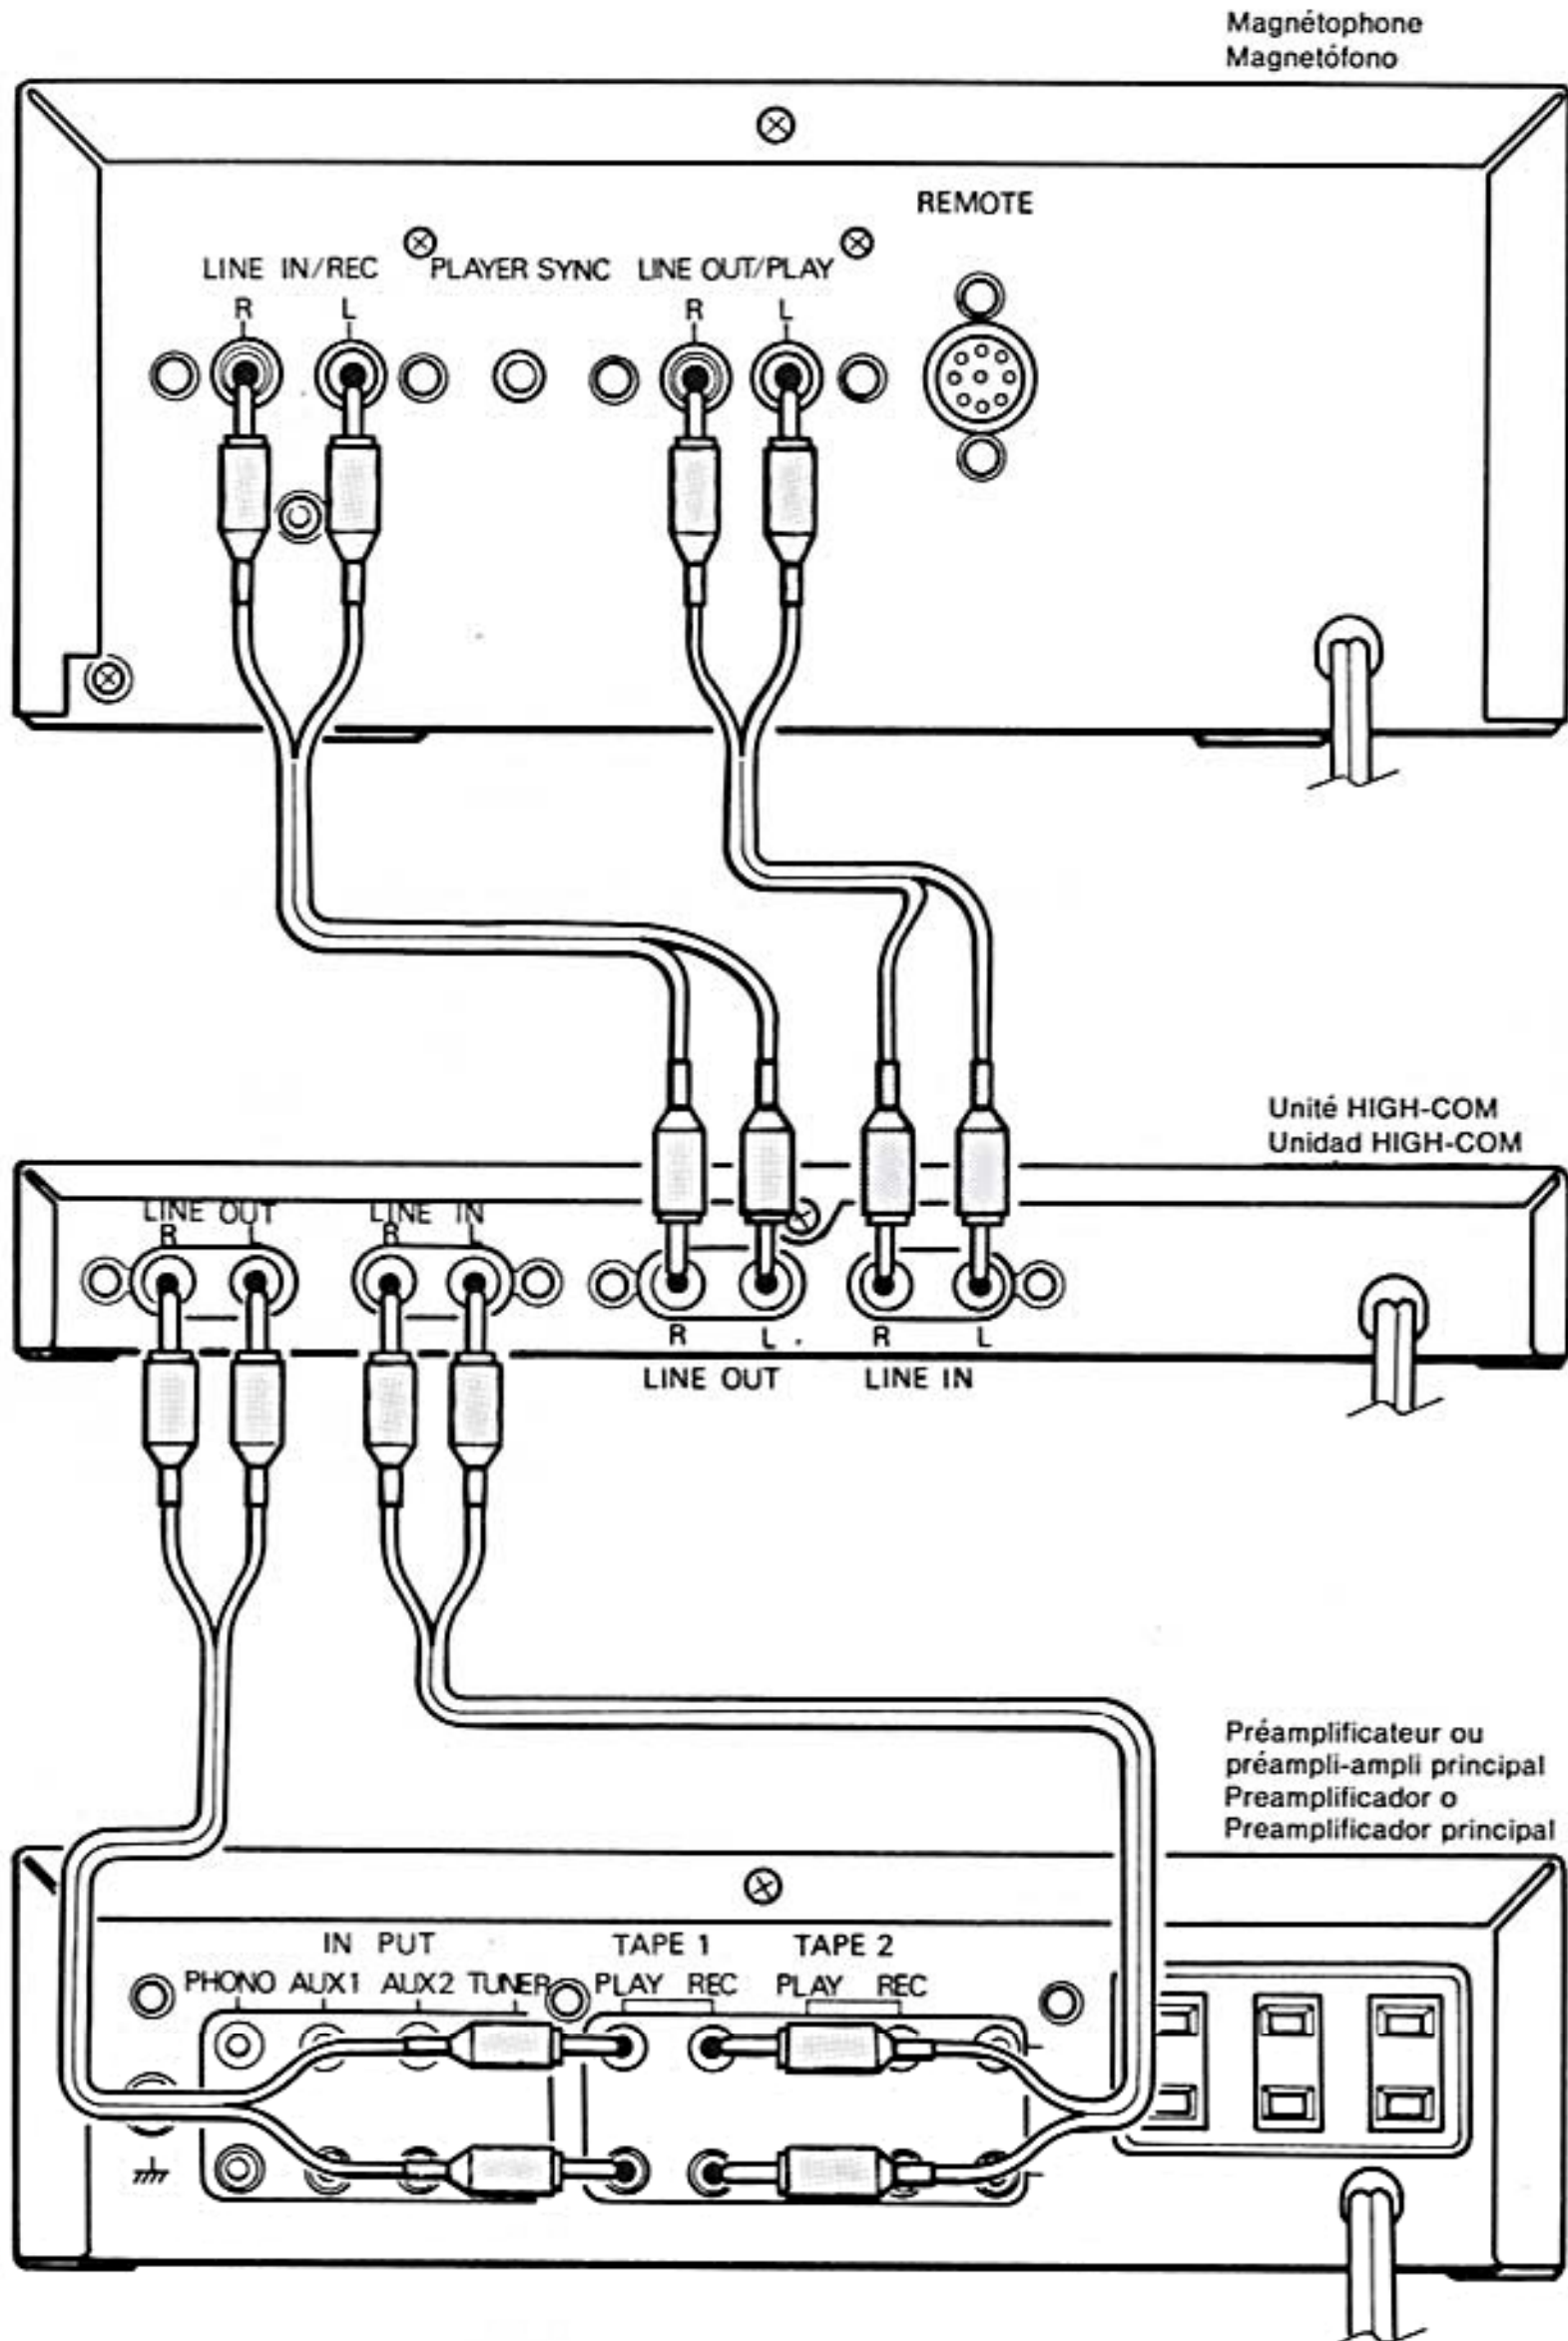 Magnétophone
Magnetófono
REMOTE
LINE IN/REC PLAYER SYNC LINE OUT/PLAY
R L R L
Unité HIGH-COM
Unidad HIGH-COM
LINE OUT LINE IN
R L R L
R L R L
LINE OUT LINE IN
Préamplificateur ou
préampli-ampli principal
Preamplificador o
Preamplificador principal
IN PUT TAPE 1 TAPE 2
PHONO AUX1 AUX2 TUNER PLAY REC PLAY REC